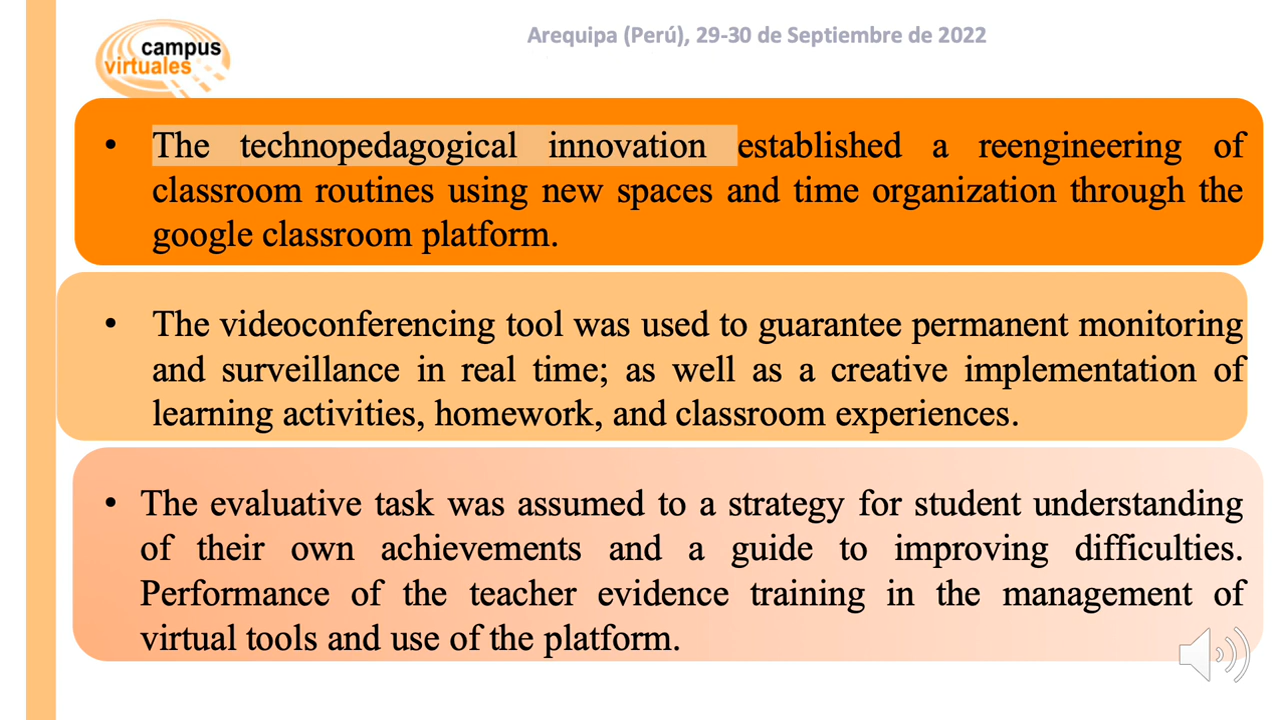 campus
virtuales
Arequipa (Perú), 29-30 de Septiembre de 2022
• The technopedagogical innovation established a reengineering of
classroom routines using new spaces and time organization through the
google classroom platform.
• The videoconferencing tool was used to guarantee permanent monitoring
and surveillance in real time; as well as a creative implementation of
learning activities, homework, and classroom experiences.
• The evaluative task was assumed to a strategy for student understanding
of their own achievements and a guide to improving difficulties.
Performance of the teacher evidence training in the management of
virtual tools and use of the platform.